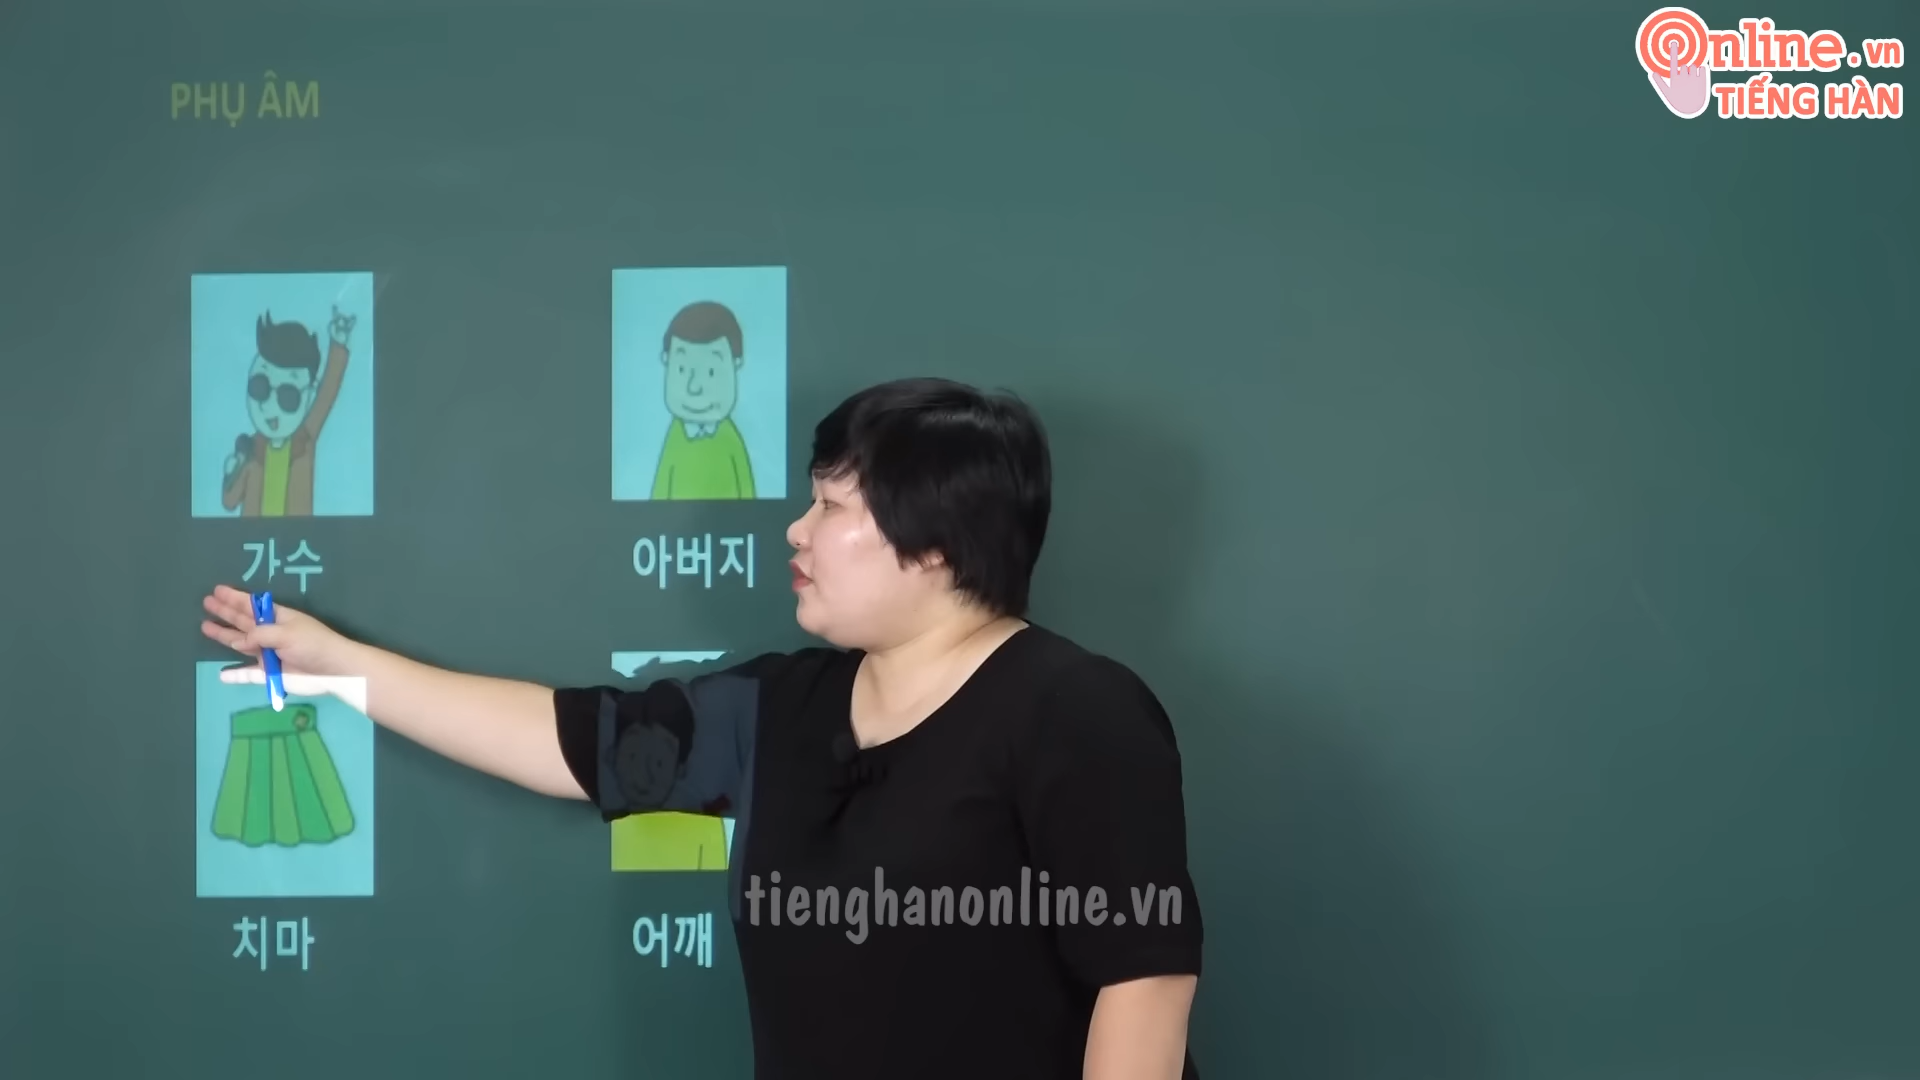 Online.vn
TIẾNG HÀN
PHỤ ÂM
가수
아버지
치마
어깨
tienghanonline.vn